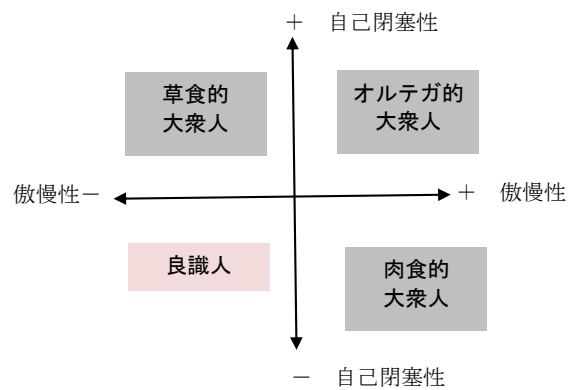 ＋ 自己閉塞性
草食的
大衆人
オルテガ的
大衆人
傲慢性－
＋ 傲慢性
良識人
肉食的
大衆人
－ 自己閉塞性